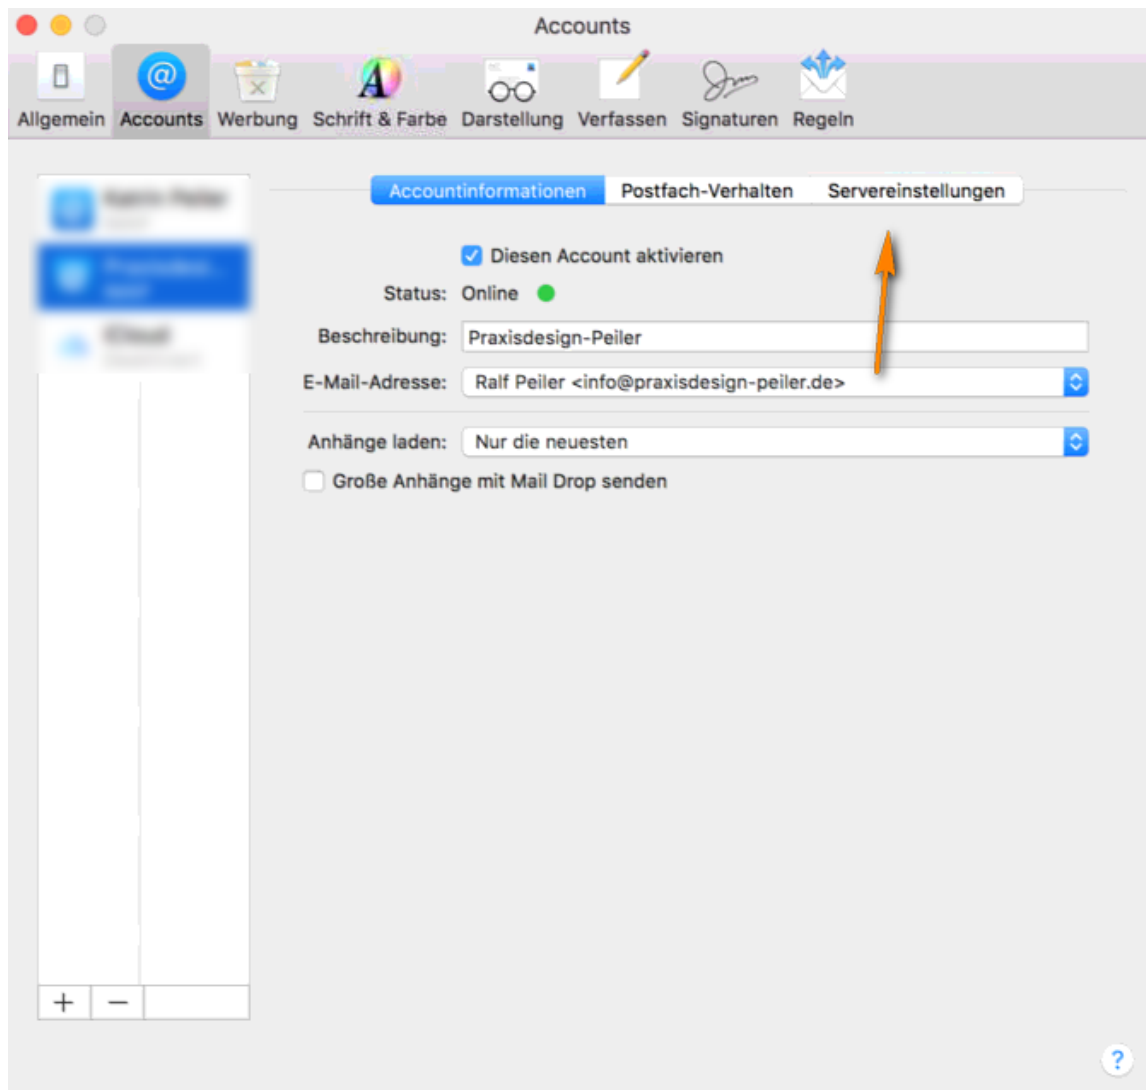 Accounts
Allgemein Accounts Werbung Schrift & Farbe Darstellung Verfassen Signaturen Regeln
Accountinformationen Postfach-Verhalten Servereinstellungen
Diesen Account aktivieren
Status: Online
Beschreibung: Praxisdesign-Peiler
E-Mail-Adresse: Ralf Peiler <info@praxisdesign-peiler.de>
Anhänge laden: Nur die neuesten
Große Anhänge mit Mail Drop senden
+ −
?